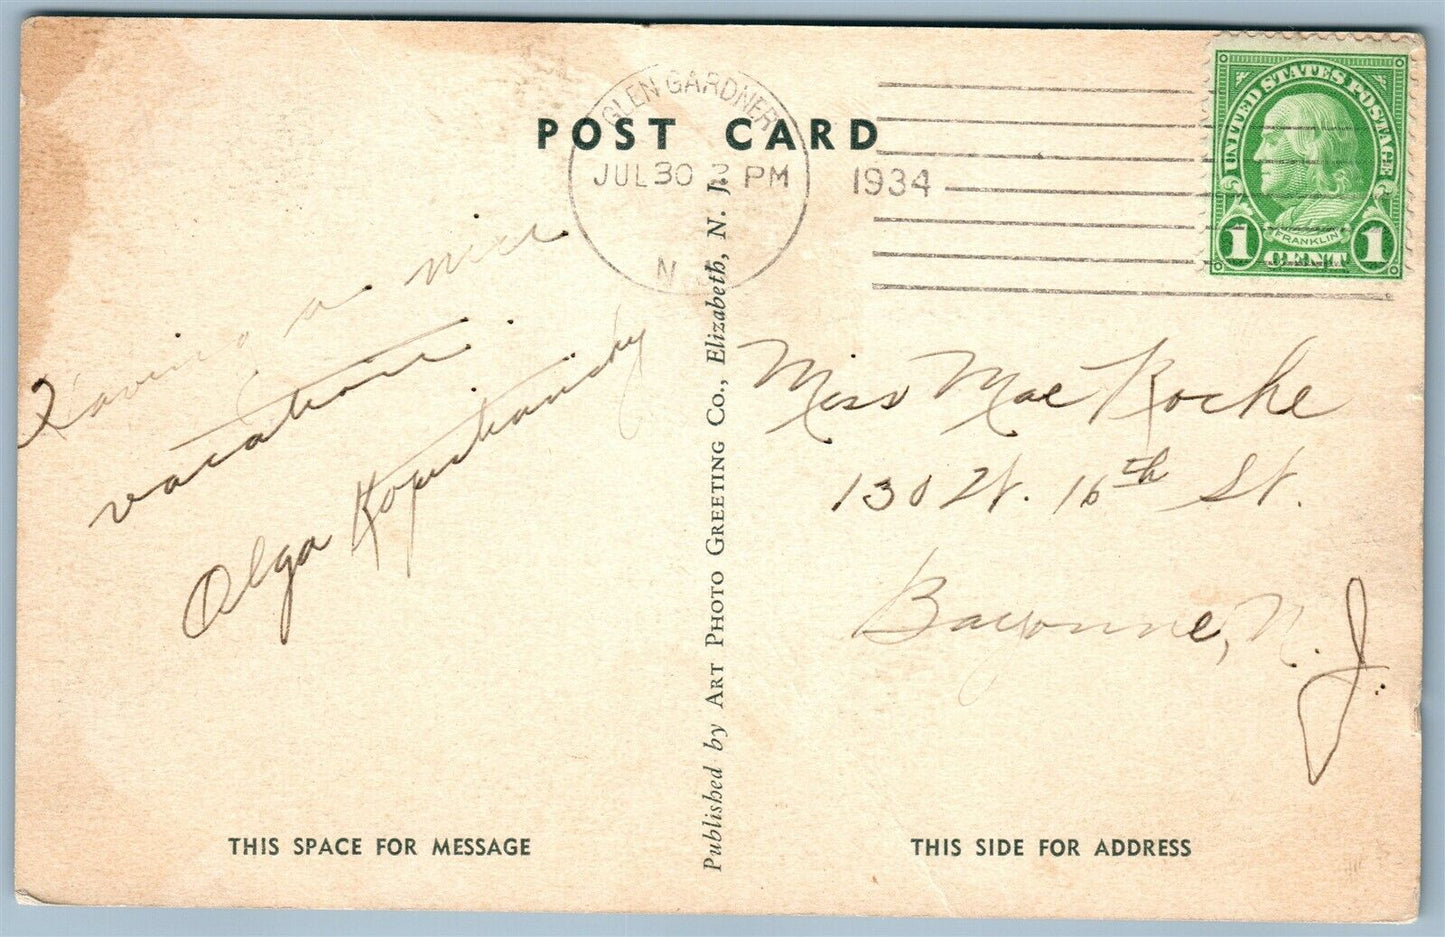 POST CARD
GLEN GARDNER
JUL 30 2 PM
1934
N. J.
UNITED STATES POSTAGE
FRANKLIN
1 CENT 1
Having a nice
vacation.
Olga
Miss Mae Roche
130 W. 16th St.
Bayonne, N. J.
Published by ART PHOTO GREETING Co., Elizabeth, N. J.
THIS SPACE FOR MESSAGE
THIS SIDE FOR ADDRESS